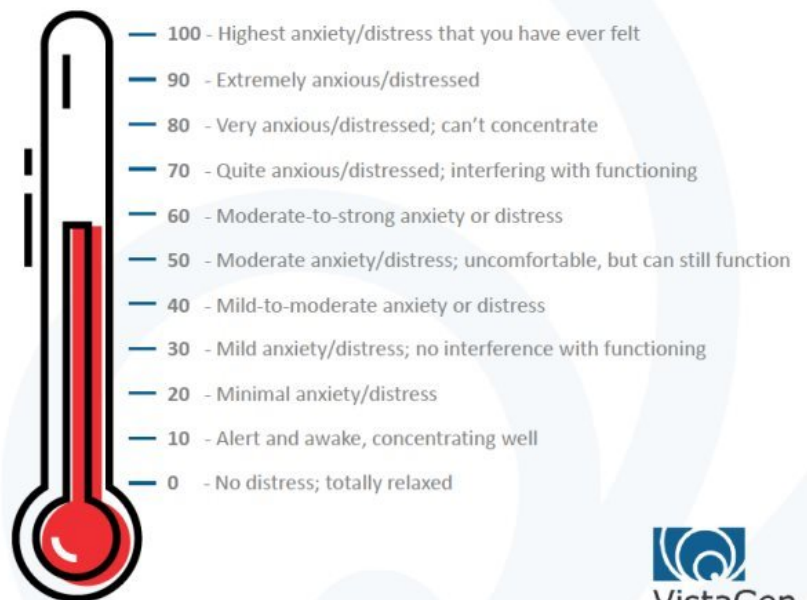 100 - Highest anxiety/distress that you have ever felt
90 - Extremely anxious/distressed
80 - Very anxious/distressed; can’t concentrate
70 - Quite anxious/distressed; interfering with functioning
60 - Moderate-to-strong anxiety or distress
50 - Moderate anxiety/distress; uncomfortable, but can still function
40 - Mild-to-moderate anxiety or distress
30 - Mild anxiety/distress; no interference with functioning
20 - Minimal anxiety/distress
10 - Alert and awake, concentrating well
0 - No distress; totally relaxed
VistaGen